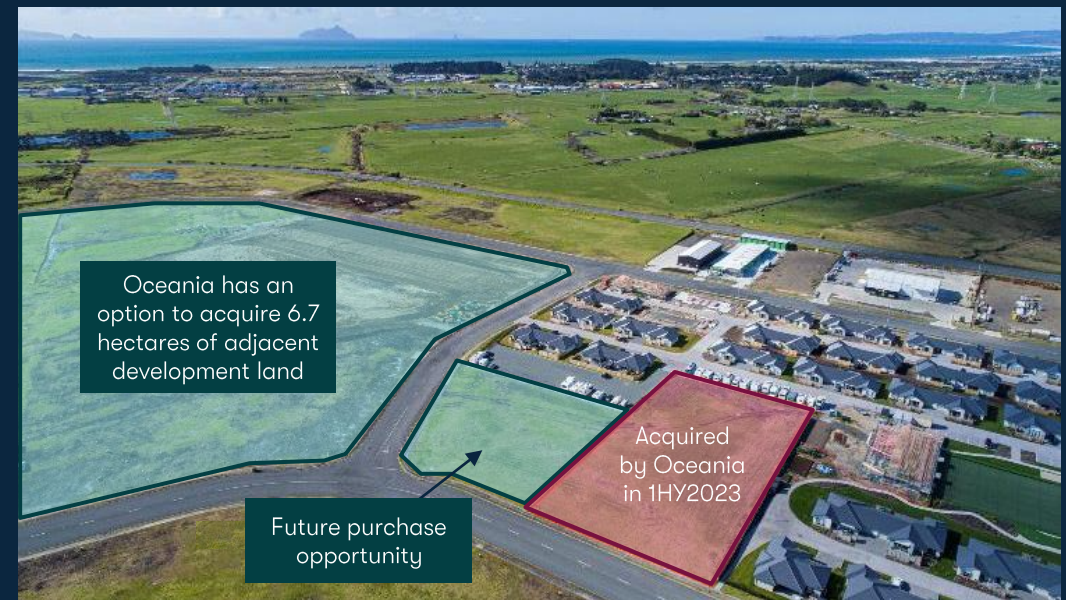 Oceania has an
option to acquire 6.7
hectares of adjacent
development land
Acquired
by Oceania
in 1HY2023
Future purchase
opportunity